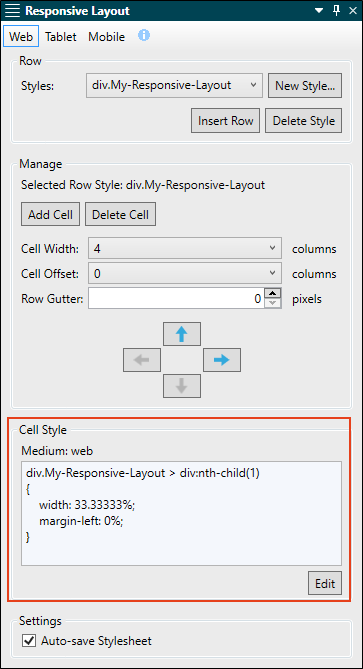 Responsive Layout
Web Tablet Mobile
Row
Styles: div.My-Responsive-Layout New Style...
Insert Row Delete Style
Manage
Selected Row Style: div.My-Responsive-Layout
Add Cell Delete Cell
Cell Width: 4 columns
Cell Offset: 0 columns
Row Gutter: 0 pixels
Cell Style
Medium: web
div.My-Responsive-Layout > div:nth-child(1)
{
width: 33.33333%;
margin-left: 0%;
}
Edit
Settings
Auto-save Stylesheet